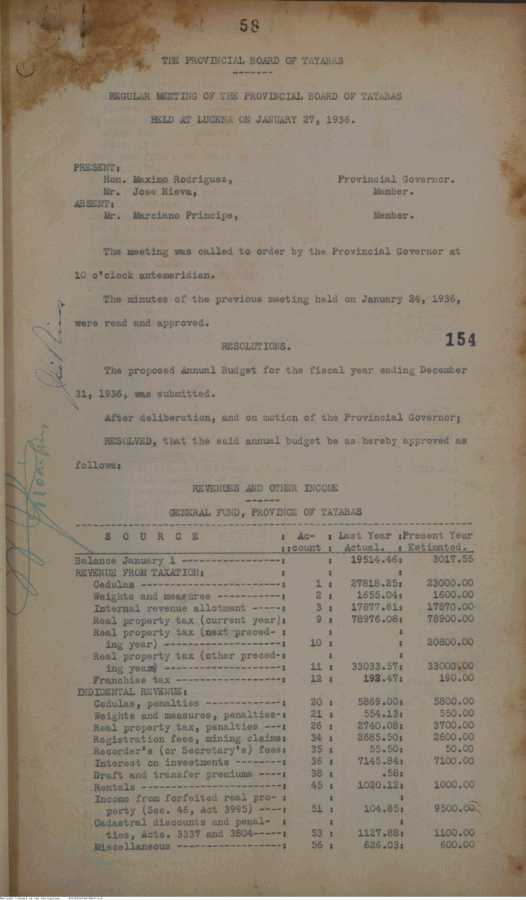 58
THE PROVINCIAL BOARD OF TAYABAS
-------
REGULAR MEETING OF THE PROVINCIAL BOARD OF TAYABAS
HELD AT LUCENA ON JANUARY 27, 1936.
PRESENT:
Hon. Maximo Rodriguez, Provincial Governor.
Mr. Jose Nieva, Member.
ABSENT:
Mr. Marciano Principe, Member.
The meeting was called to order by the Provincial Governor at
10 o'clock antemeridian.
The minutes of the previous meeting held on January 24, 1936,
were read and approved.
RESOLUTIONS. 154
The proposed Annual Budget for the fiscal year ending December
31, 1936, was submitted.
After deliberation, and on motion of the Provincial Governor;
RESOLVED, that the said annual budget be as hereby approved as
follows:
REVENUES AND OTHER INCOME
------
GENERAL FUND, PROVINCE OF TAYABAS
S O U R C E : Ac- : Last Year :Present Year
::count : Actual. : Estimated.
Balance January 1 -----------------: : 19514.46: 3017.55
REVENUE FROM TAXATION: : : :
Cedulas ------------------------: 1 : 27818.25: 23000.00
Weights and measures -----------: 2 : 1655.04: 1600.00
Internal revenue allotment -----: 3 : 17877.61: 17870.00
Real property tax (current year): 9 : 78976.08: 78900.00
Real property tax (next preced- : : :
ing year) --------------------: 10 : : 20800.00
Real property tax (other preced-: : :
ing years) --------------------: 11 : 33033.57: 33000.00
Franchise tax ------------------: 12 : 192.47: 190.00
INDIDENTAL REVENUE: : : :
Cedulas, penalties -------------: 20 : 5869.00: 5800.00
Weights and measures, penalties-: 21 : 554.13: 550.00
Real property tax, penalties ---: 26 : 2740.08: 3700.00
Registration fees, mining claims: 34 : 2685.50: 2600.00
Recorder's (or Secretary's) fees: 35 : 55.50: 50.00
Interest on investments --------: 36 : 7145.84: 7100.00
Draft and transfer premiums ----: 38 : .58:
Rentals ------------------------: 45 : 1020.12: 1000.00
Income from forfeited real pro- : : :
perty (Sec. 46, Act 3995) ----: 51 : 104.85: 9500.00
Cadastral discounts and penal- : : :
ties, Acts. 3337 and 3804-----: 53 : 1127.88: 1100.00
Miscellaneous ------------------: 56 : 626.03: 600.00